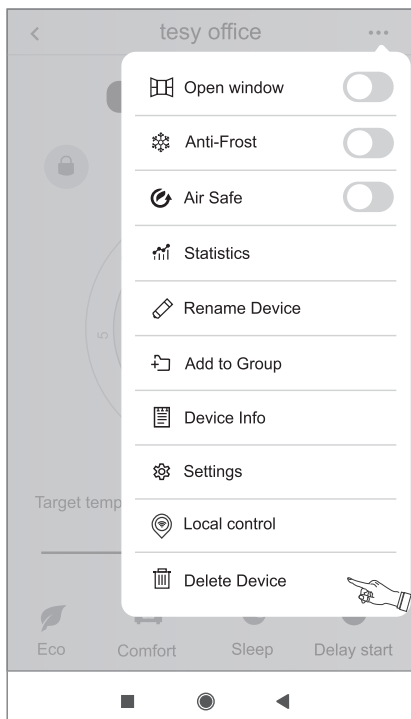 tesy office
Open window
Anti-Frost
Air Safe
Statistics
Rename Device
Add to Group
5
Device Info
Settings
Target temp
Local control
Delete Device
Eco Comfort Sleep Delay start